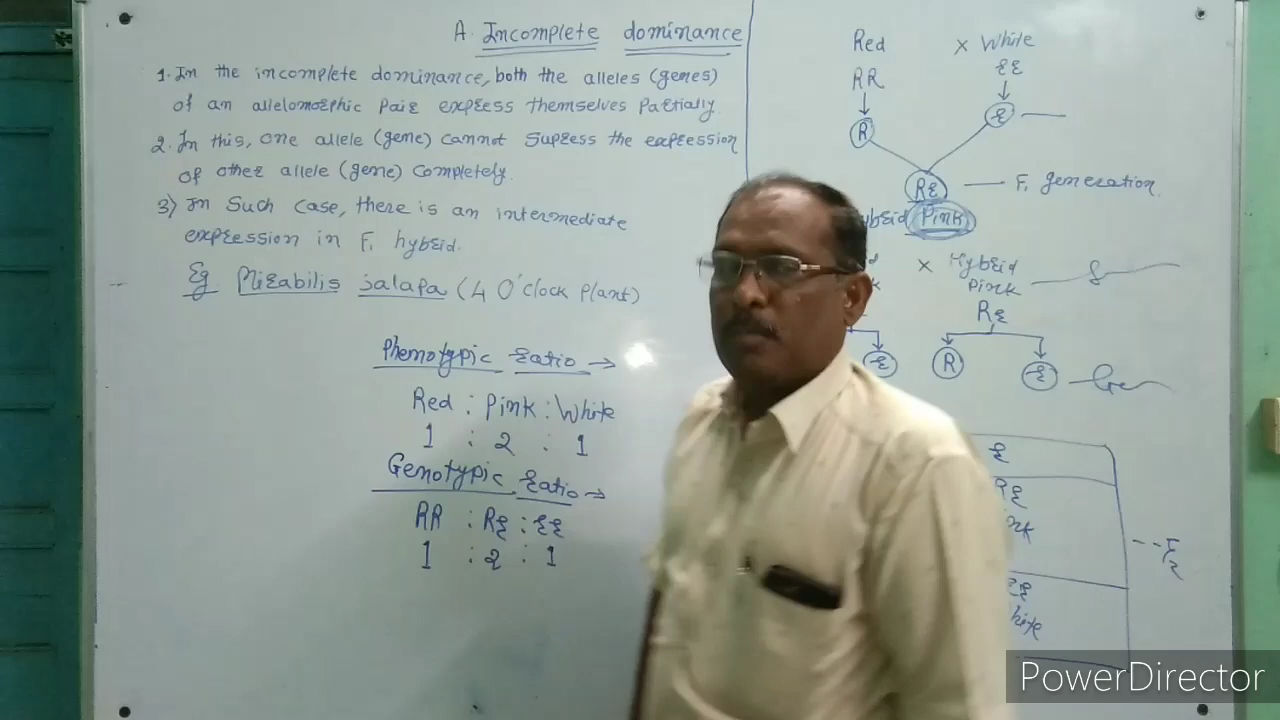 A. Incomplete dominance
1. In the incomplete dominance, both the alleles (genes)
of an allelomorphic pair express themselves partially.
2. In this, one allele (gene) cannot supress the expression
of other allele (gene) completely.
3) In such case, there is an intermediate
expression in F1 hybrid.
Eg Mirabilis Jalapa (4 O'clock plant)
Phenotypic ratio →
Red : Pink : White
1 : 2 : 1
Genotypic ratio →
RR : Rr : rr
1 : 2 : 1
Red × White
RR rr
R r
Rr — F1 generation
Pink
× Hybrid
Pink
Rr
r R r
r
Rr
rr
F2
PowerDirector